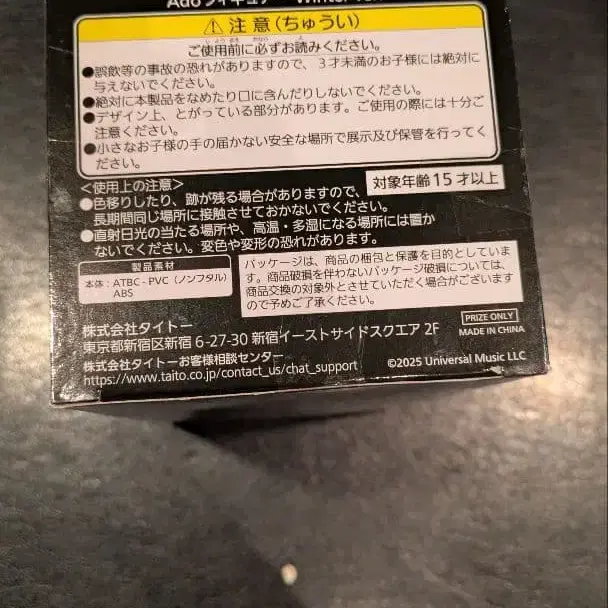 Adoフィギュア
⚠注意(ちゅうい)
ご使用前に必ずお読みください。
●誤飲等の事故の恐れがありますので、3才未満のお子様には絶対に
与えないでください。
●絶対に本製品をなめたり口に含んだりしないでください。
●デザイン上、とがっている部分があります。ご使用の際には十分ご
注意ください。
●小さなお子様の手の届かない安全な場所で展示及び保管を行ってく
ださい。
対象年齢15才以上
<使用上の注意>
●色移りしたり、跡が残る場合がありますので、
長期間同じ場所に接触させておかないでください。
●直射日光の当たる場所や、高温・多湿になる場所には置か
ないでください。変色や変形の恐れがあります。
製品素材
本体:ATBC-PVC(ノンフタル)
ABS
パッケージは、商品の梱包と保護を目的としていま
す。商品破損を伴わないパッケージ破損については、
商品交換の対象外とさせていただく場合がございます
ので予めご了承ください。
株式会社タイトー
東京都新宿区新宿 6-27-30 新宿イーストサイドスクエア 2F
株式会社タイトーお客様相談センター
https://www.taito.co.jp/contact_us/chat_support
PRIZE ONLY
MADE IN CHINA
©2025 Universal Music LLC